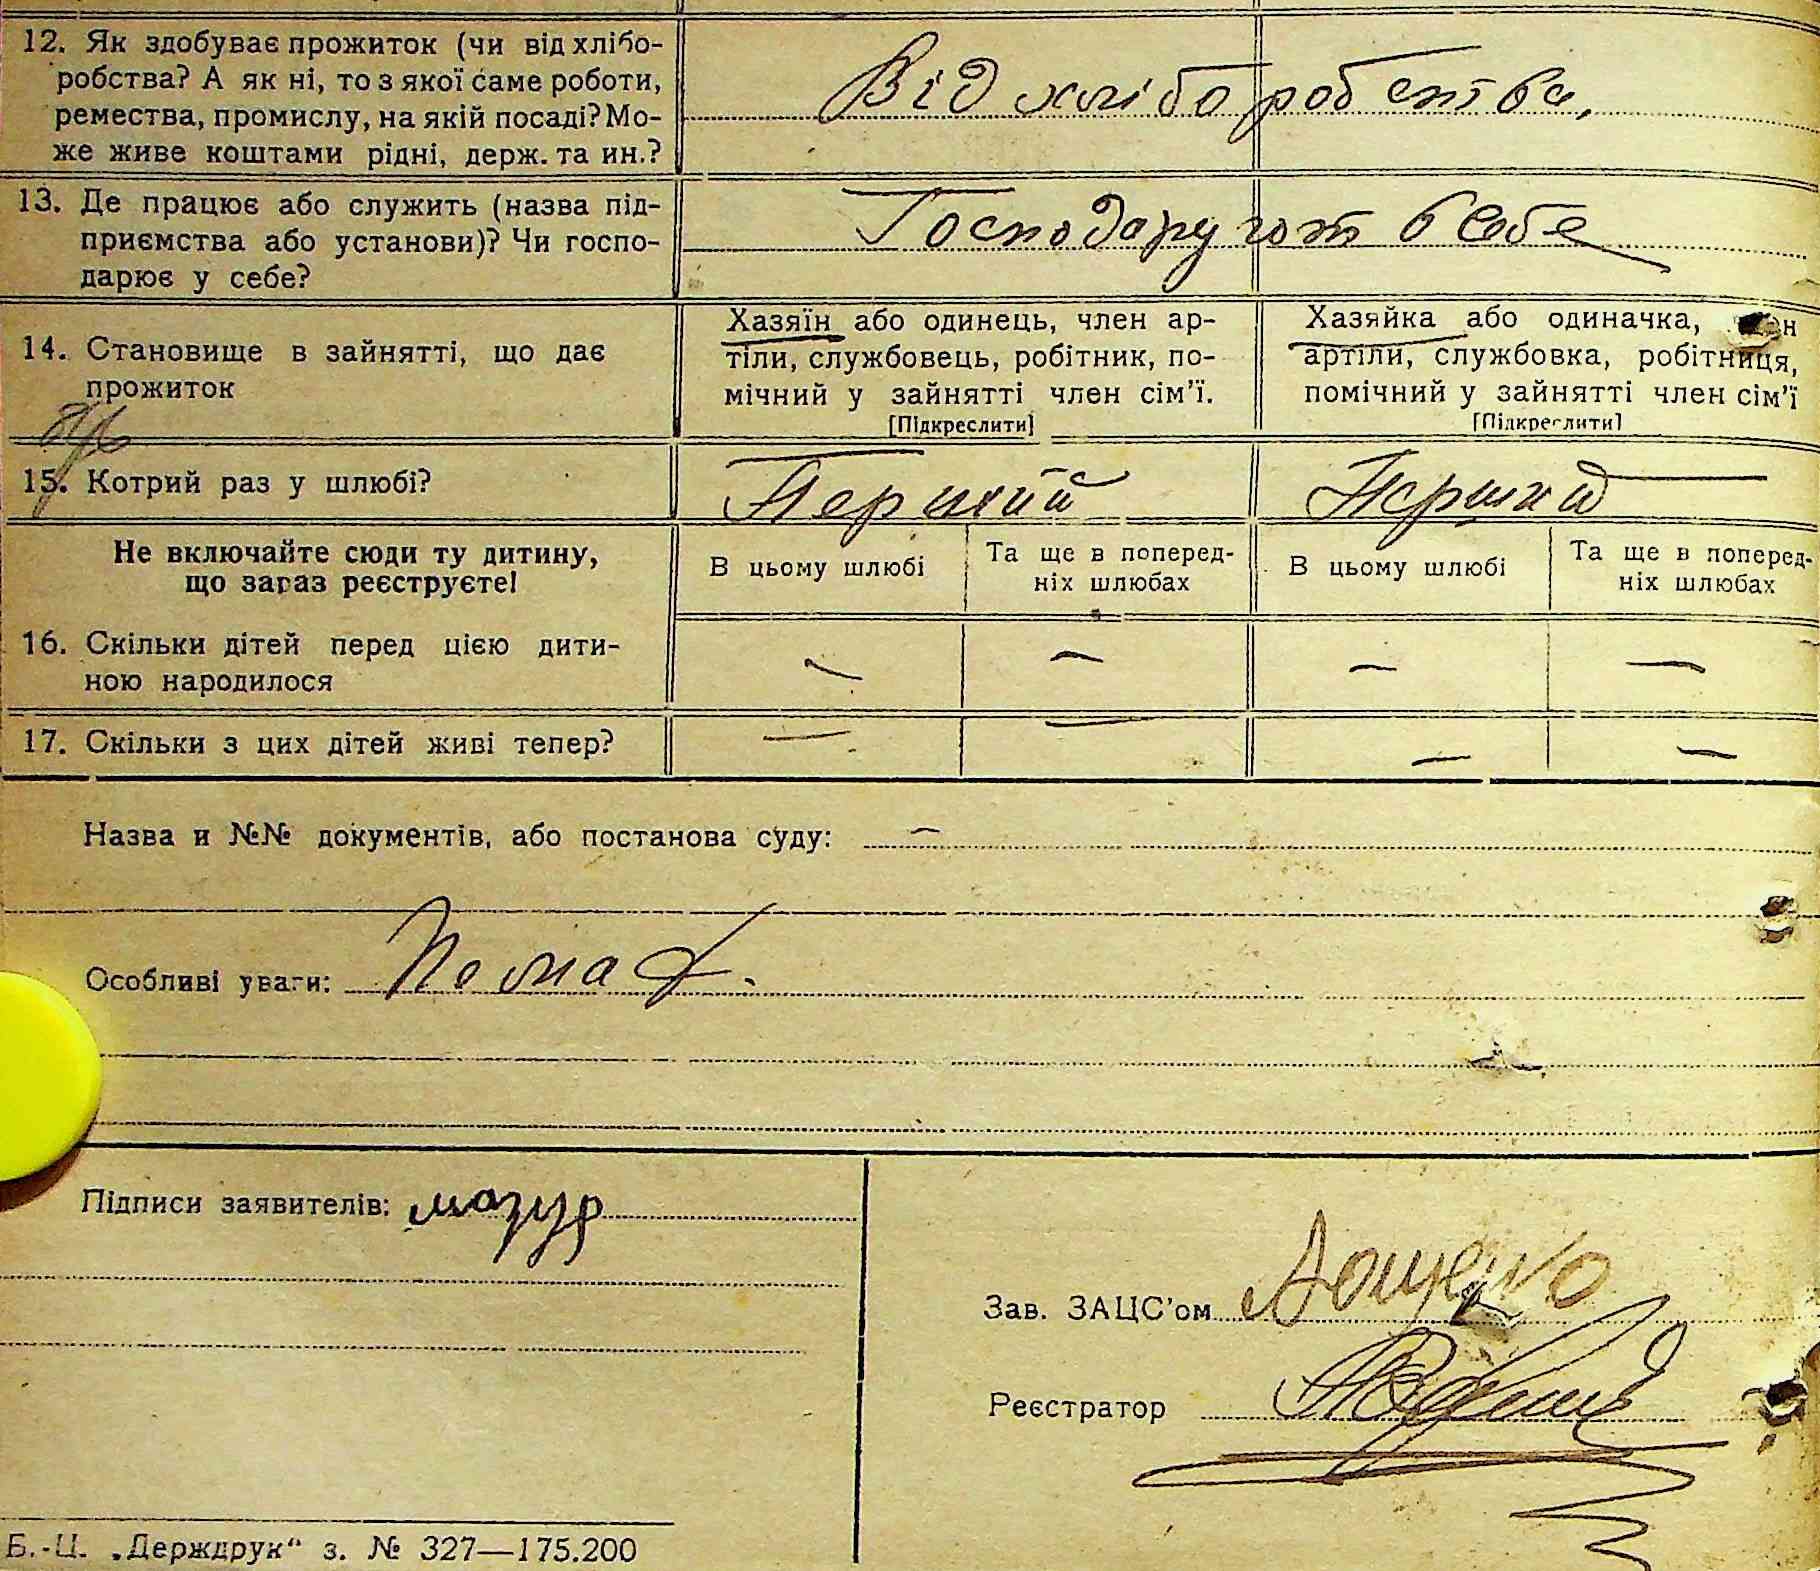 12. Як здобуває прожиток (чи від хлібо-
робства? А як ні, то з якої саме роботи,
ремества, промислу, на якій посаді? Мо-
же живе коштами рідні, держ. та ин.?
Від хліборобства,
13. Де працює або служить (назва під-
приємства або установи)? Чи госпо-
дарює у себе?
Господарують в себе
14. Становище в зайнятті, що дає
прожиток
Хазяїн або одинець, член ар-
тіли, службовець, робітник, по-
мічний у зайнятті член сім'ї.
[Підкреслити]
Хазяйка або одиначка,
артіли, службовка, робітниця,
помічний у зайнятті член сім'ї
[Підкреслити]
15. Котрий раз у шлюбі?
Перший
Перший
Не включайте сюди ту дитину,
що зараз реєструєте!
В цьому шлюбі
Та ще в поперед-
ніх шлюбах
В цьому шлюбі
Та ще в поперед-
ніх шлюбах
16. Скільки дітей перед цією дити-
ною народилося
— — — —
17. Скільки з цих дітей живі тепер?
— — — —
Назва и №№ документів, або постанова суду: —
Особливі уваги:
Підписи заявителів: мазур
Зав. ЗАЦС'ом
Реєстратор
Б.-Ц. „Держдрук“ з. № 327—175.200